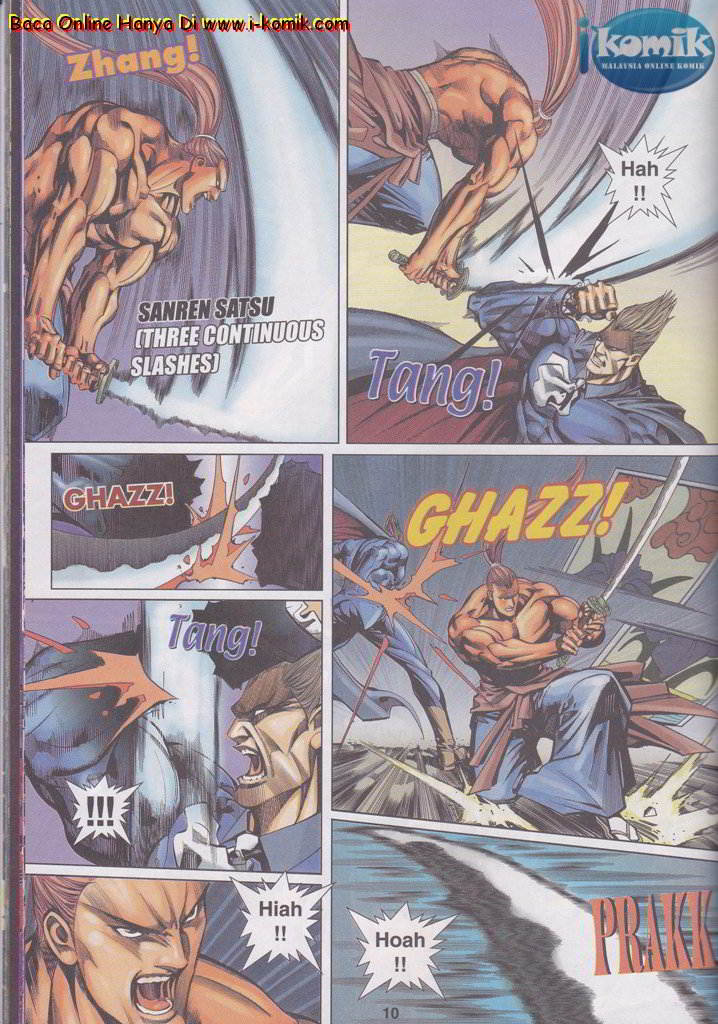 Baca Online Hanya Di www.i-komik.com
Zhang!
SANREN SATSU
(THREE CONTINUOUS
SLASHES)
i komik
MALAYSIA ONLINE KOMIK
Hah
!!
Tang!
GHAZZ!
GHAZZ!
Tang!
!!!
Hiah
!!
Hoah
!!
PRAKK
10